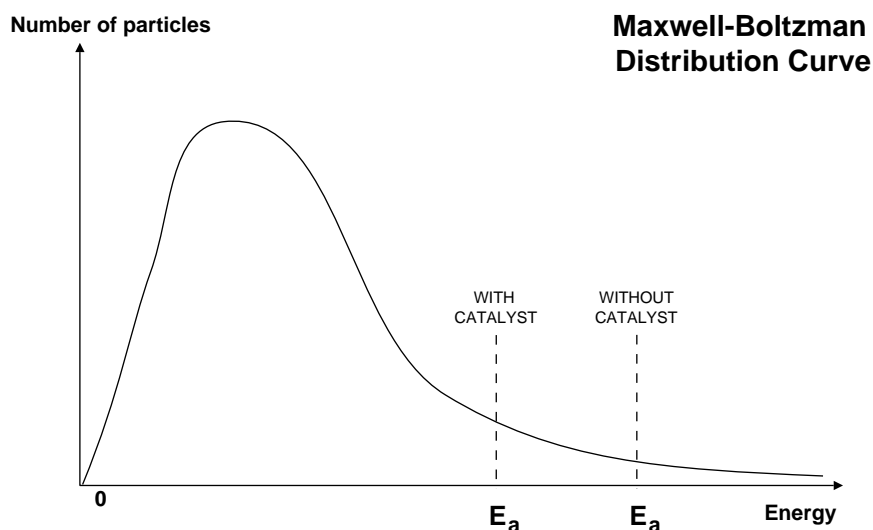 Number of particles
Maxwell-Boltzman
Distribution Curve
WITH
CATALYST
WITHOUT
CATALYST
0
Ea
Ea
Energy